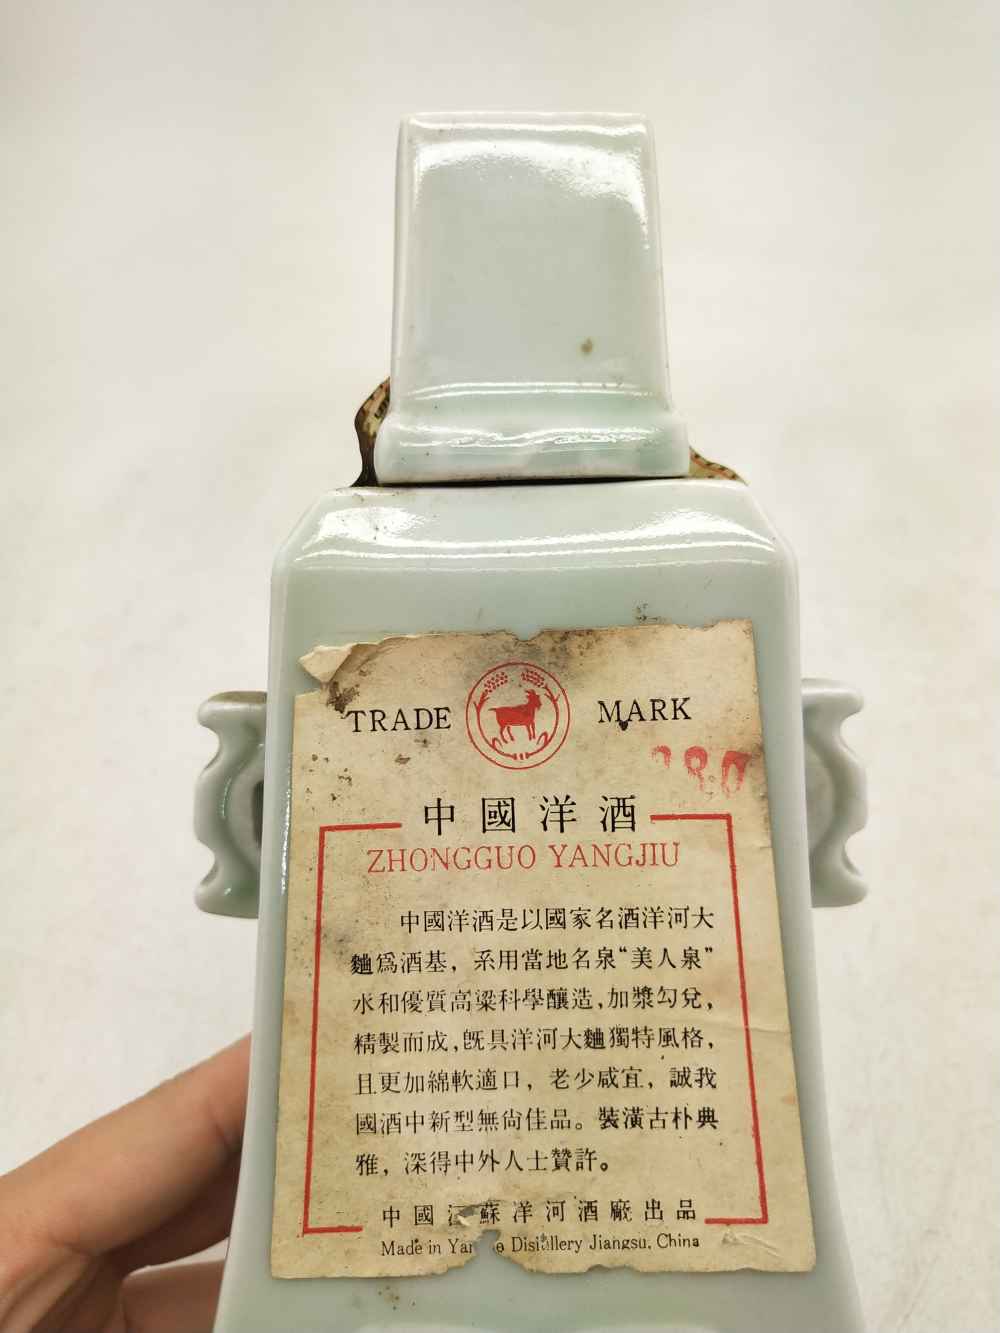 TRADE MARK
中國洋酒
ZHONGGUO YANGJIU
中國洋酒是以國家名酒洋河大
麯爲酒基，系用當地名泉“美人泉”
水和優質高粱科學釀造，加漿勾兌，
精製而成，既具洋河大麯獨特風格，
且更加綿軟適口，老少咸宜，誠我
國酒中新型無尚佳品。裝潢古朴典
雅，深得中外人士贊許。
中國江蘇洋河酒廠出品
Made in Distillery Jiangsu. China